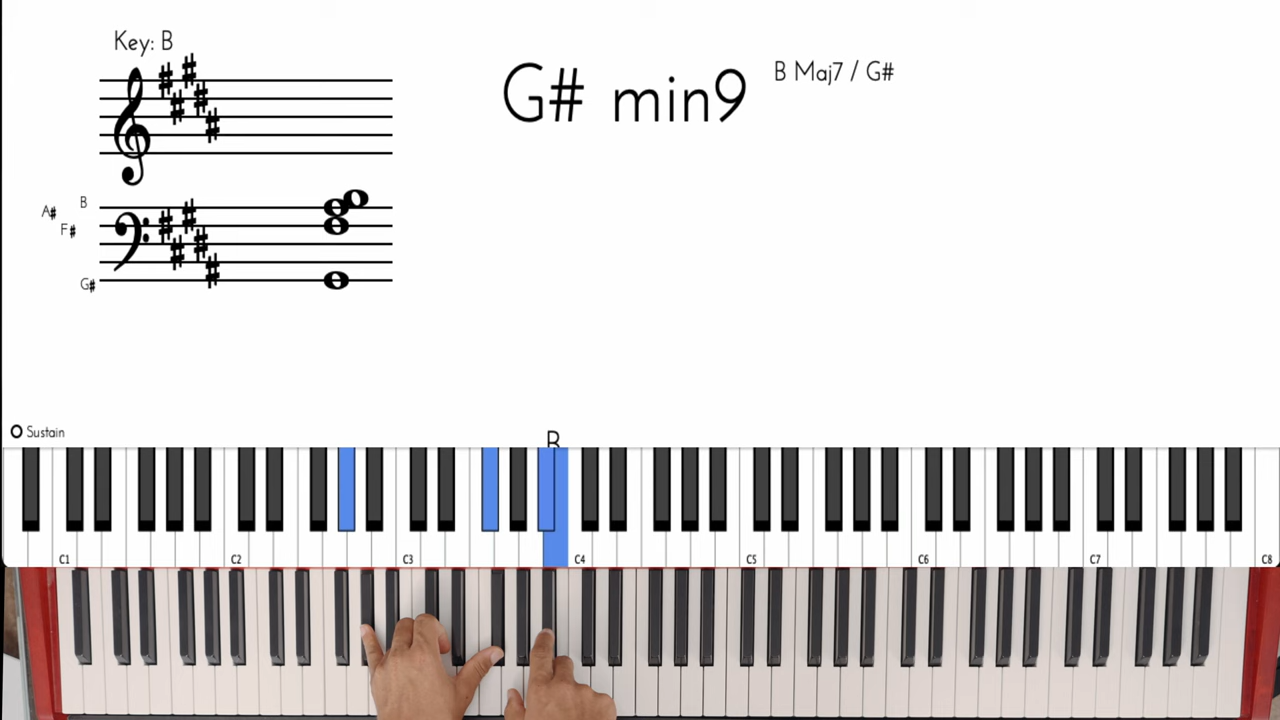 Key: B
G# min9
B Maj7 / G#
B
A#
F#
G#
Sustain
B
C1 C2 C3 C4 C5 C6 C7 C8